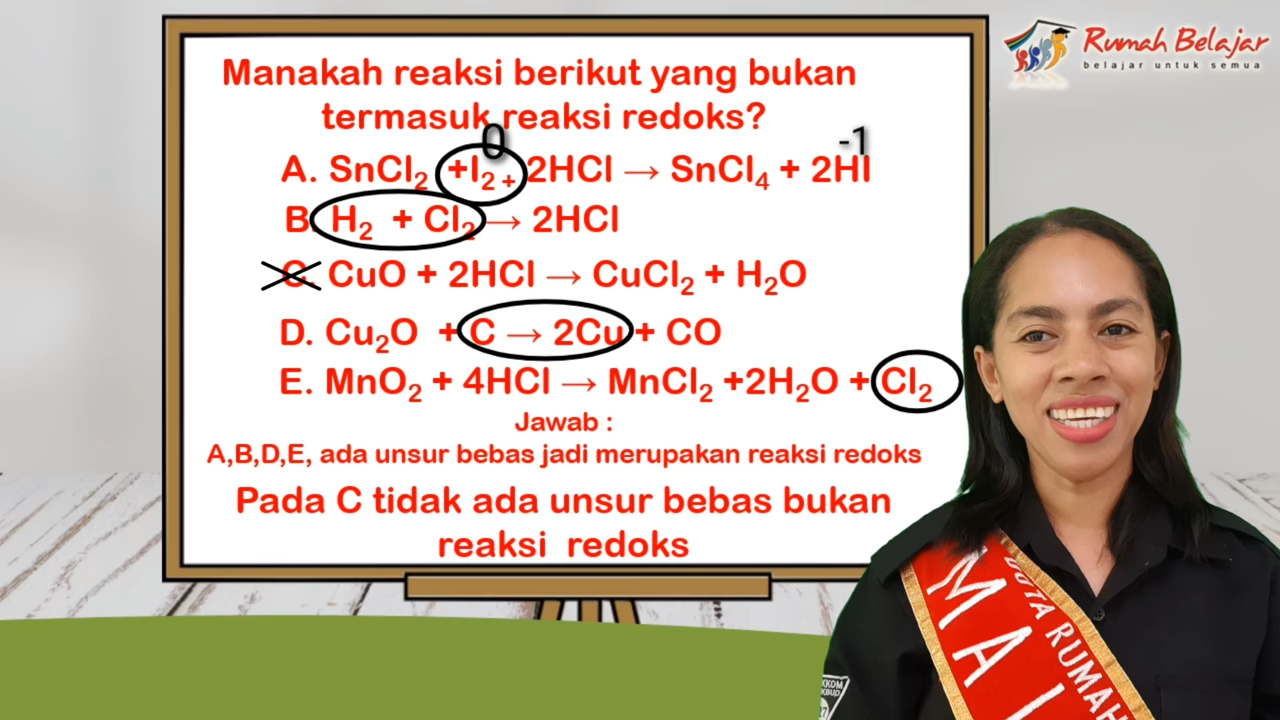 Rumah Belajar
belajar untuk semua
Manakah reaksi berikut yang bukan
termasuk reaksi redoks?
0
-1
A. SnCl₂ +I₂ ₊ 2HCl → SnCl₄ + 2HI
B. H₂ + Cl₂ → 2HCl
C. CuO + 2HCl → CuCl₂ + H₂O
D. Cu₂O + C → 2Cu + CO
E. MnO₂ + 4HCl → MnCl₂ +2H₂O + Cl₂
Jawab :
A,B,D,E, ada unsur bebas jadi merupakan reaksi redoks
Pada C tidak ada unsur bebas bukan
reaksi redoks
DUTA RUMAH
MAL